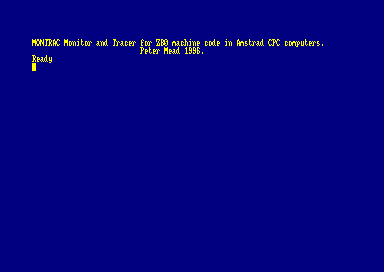 MONTRAC Monitor and Tracer for Z80 machine code in Amstrad CPC computers.
Peter Mead 1996.
Ready